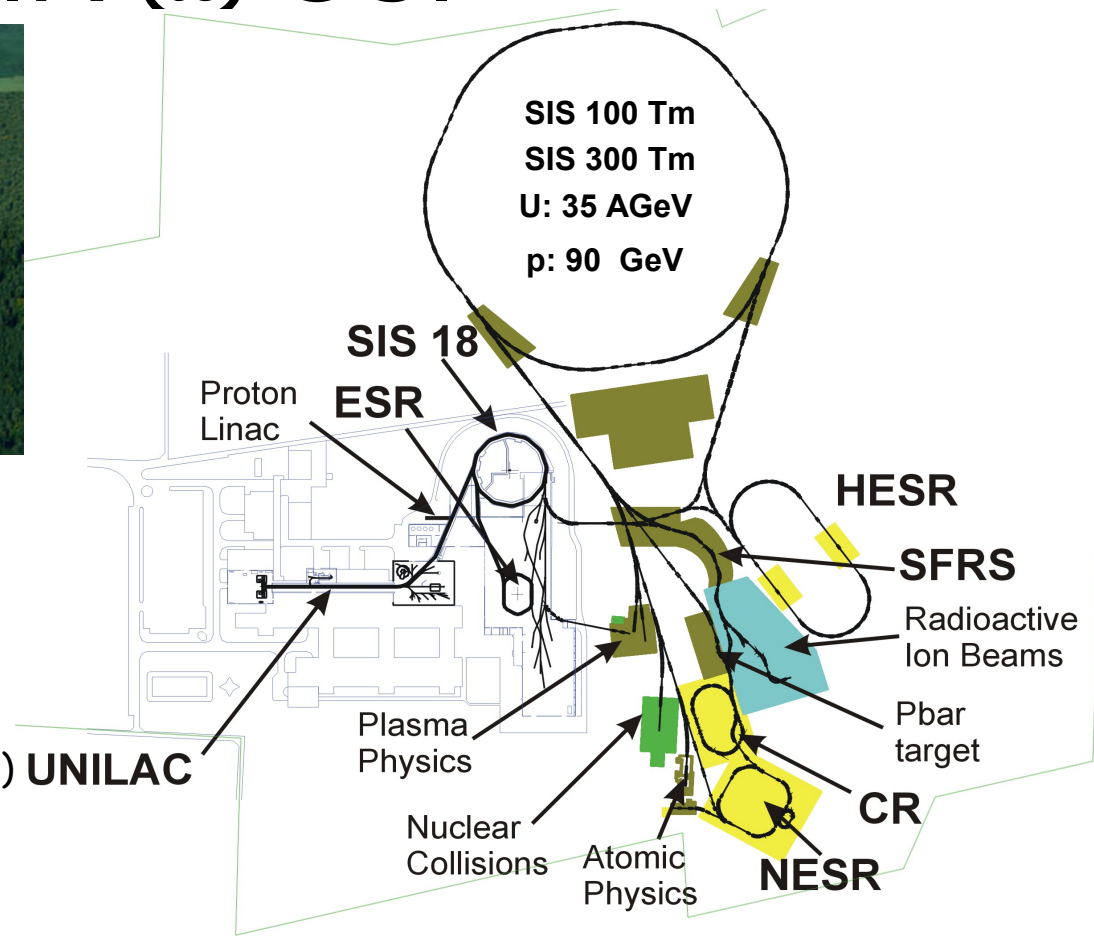 SIS 100 Tm
SIS 300 Tm
U: 35 AGeV
p: 90 GeV
SIS 18
Proton
Linac
ESR
HESR
SFRS
Radioactive
Ion Beams
Pbar
target
Plasma
Physics
) UNILAC
CR
Nuclear
Collisions
Atomic
Physics
NESR